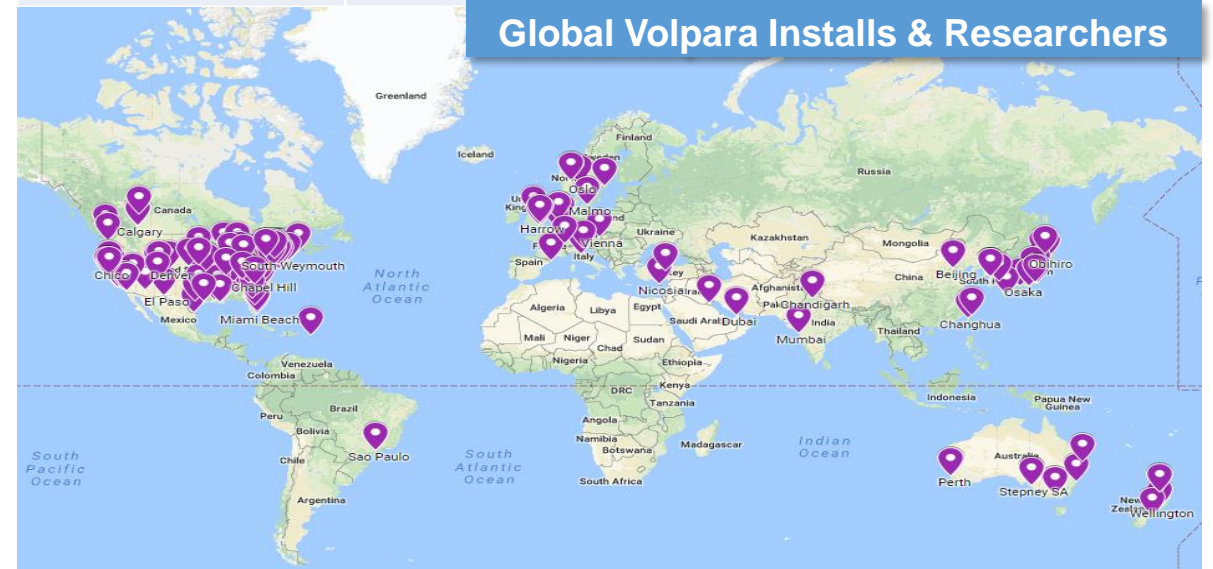 Global Volpara Installs & Researchers
Greenland
Iceland
Finland
Russia
Canada
Calgary
Oslo
Malmo
Harrow
Vienna
Ukraine
Kazakhstan
Mongolia
Spain
Italy
Chico
Denver
South Weymouth
North
Atlantic
Ocean
El Paso
Chapel Hill
Miami Beach
Mexico
Nicosia
Dubai
Chandigarh
Mumbai
India
China
Beijing
Osaka
Obihiro
Changhua
Thailand
Algeria
Libya
Egypt
Mali
Niger
Chad
Sudan
Nigeria
Ethiopia
DRC
Kenya
Tanzania
Angola
Namibia
Botswana
Madagascar
South Africa
Venezuela
Colombia
Peru
Brazil
Bolivia
Chile
Sao Paulo
Argentina
South
Pacific
Ocean
South
Atlantic
Ocean
Indian
Ocean
Indonesia
Papua New
Guinea
Perth
Stepney SA
Wellington